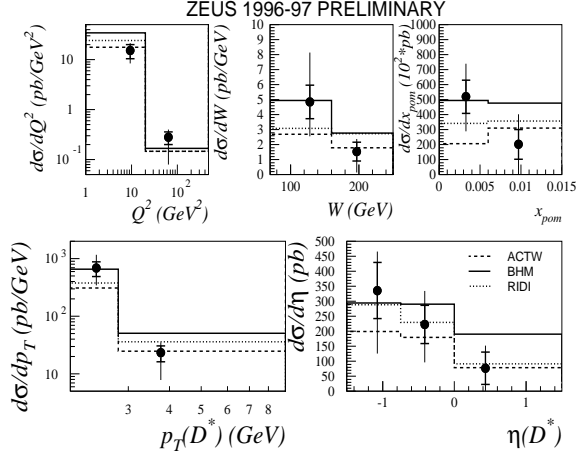 ZEUS 1996-97 PRELIMINARY
dσ/dQ² (pb/GeV²)
10
1
10⁻¹
1 10 10²
Q² (GeV²)
dσ/dW (pb/GeV)
10
9
8
7
6
5
4
3
2
1
0
100 200
W (GeV)
dσ/dx_pom (10²*pb)
1000
900
800
700
600
500
400
300
200
100
0
0 0.005 0.01 0.015
x_pom
dσ/dp_T (pb/GeV)
10³
10²
10
3 4 5 6 7 8
p_T(D*) (GeV)
dσ/dη (pb)
500
450
400
350
300
250
200
150
100
50
0
-1 0 1
η(D*)
ACTW
BHM
RIDI